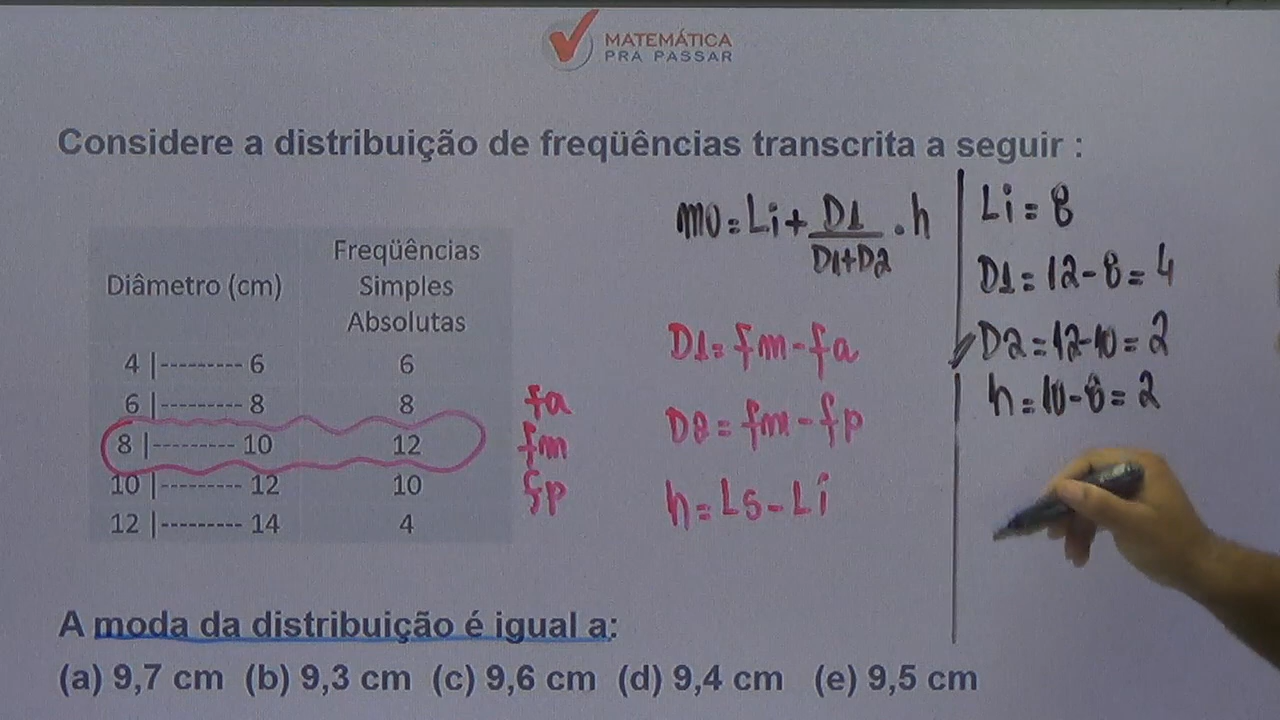 MATEMÁTICA
PRA PASSAR
Considere a distribuição de freqüências transcrita a seguir :
Diâmetro (cm)
Freqüências
Simples
Absolutas
4 |--------- 6 6
6 |--------- 8 8
8 |--------- 10 12
10 |--------- 12 10
12 |--------- 14 4
fa
fm
fp
mo = Li + D1/D1+D2 . h
D1 = fm - fa
D2 = fm - fp
h = Ls - Li
Li = 8
D1 = 12 - 8 = 4
D2 = 12 - 10 = 2
h = 10 - 8 = 2
A moda da distribuição é igual a:
(a) 9,7 cm (b) 9,3 cm (c) 9,6 cm (d) 9,4 cm (e) 9,5 cm